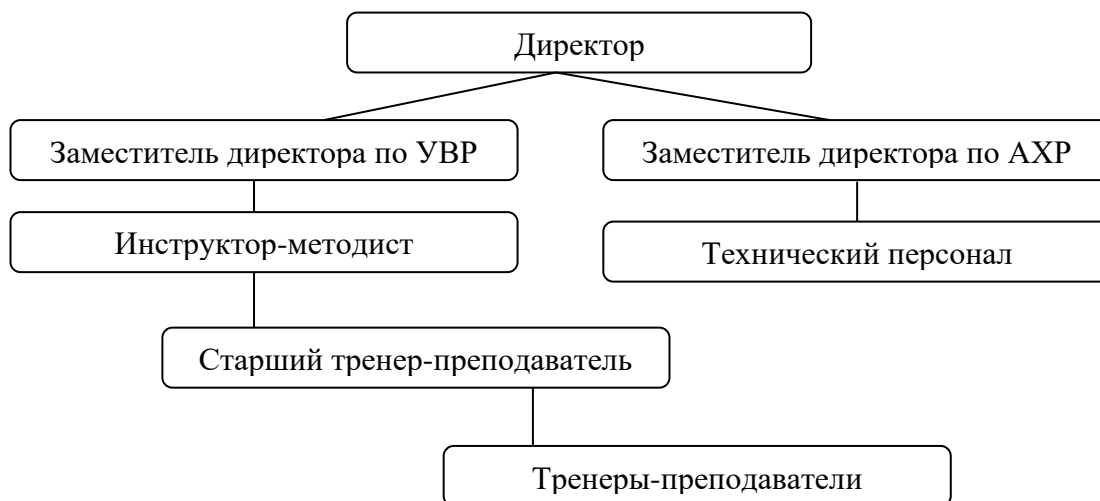 Директор
Заместитель директора по УВР
Заместитель директора по АХР
Инструктор-методист
Технический персонал
Старший тренер-преподаватель
Тренеры-преподаватели